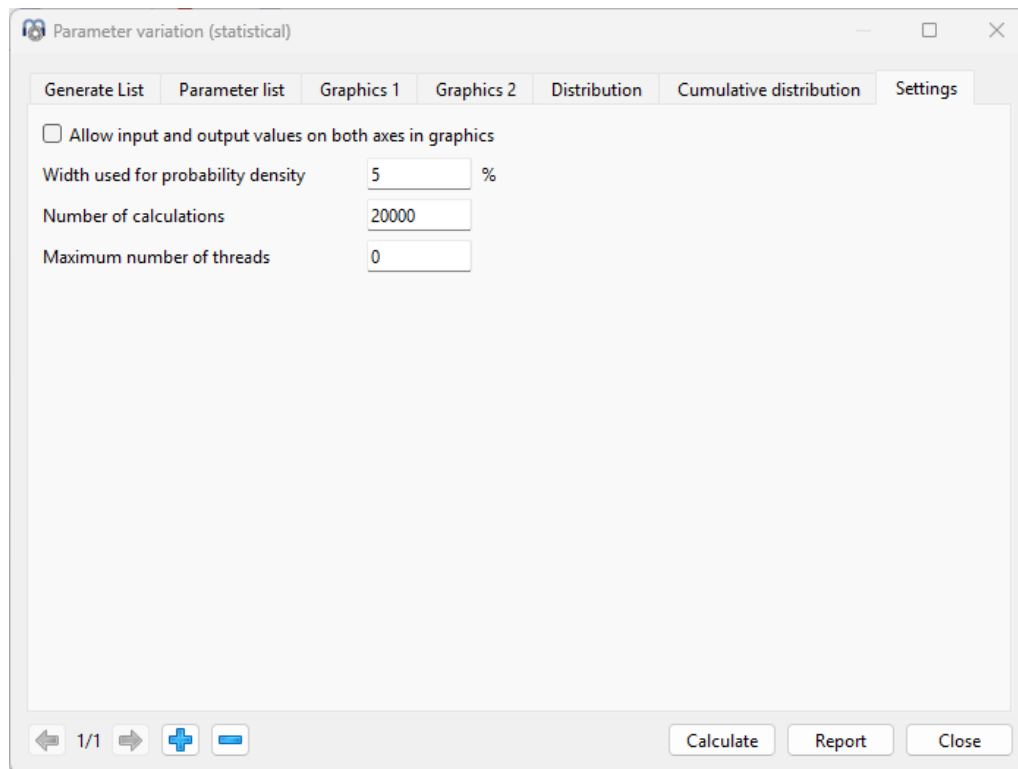 Parameter variation (statistical)
Generate List Parameter list Graphics 1 Graphics 2 Distribution Cumulative distribution Settings
Allow input and output values on both axes in graphics
Width used for probability density 5 %
Number of calculations 20000
Maximum number of threads 0
1/1 Calculate Report Close